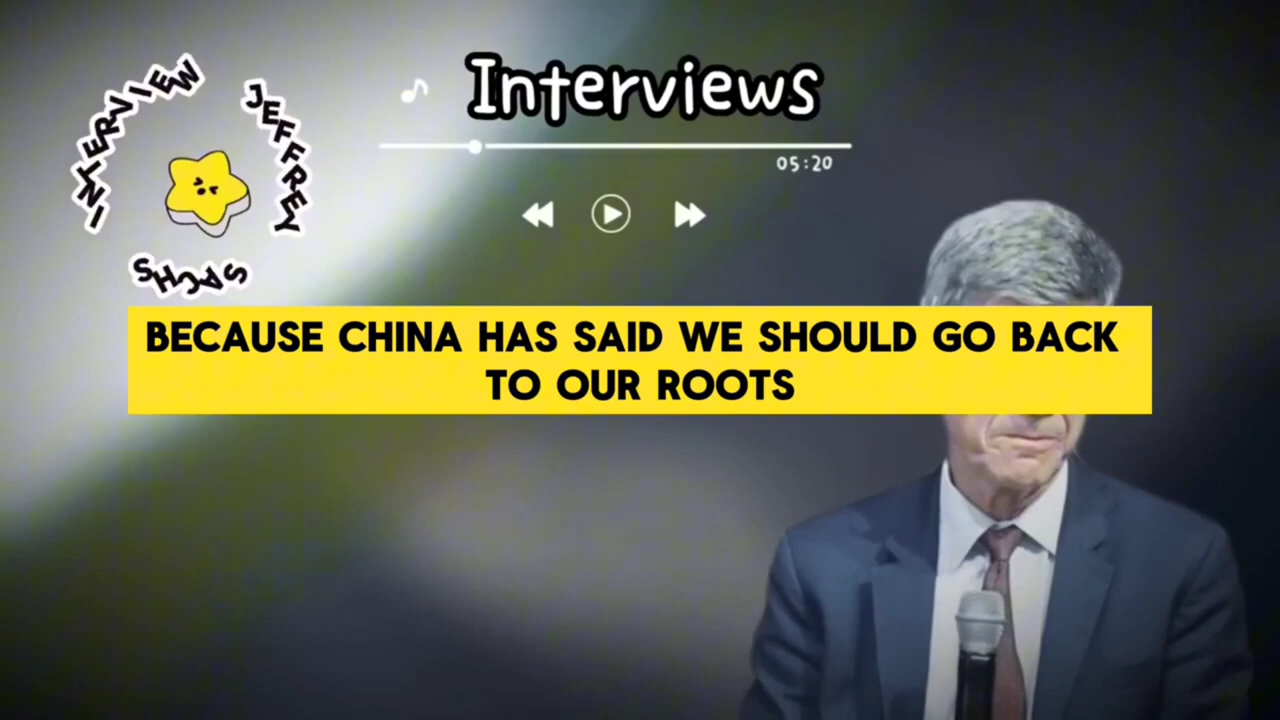 INTERVIEW
JEFFREY
SACHS
Interviews
05:20
BECAUSE CHINA HAS SAID WE SHOULD GO BACK
TO OUR ROOTS